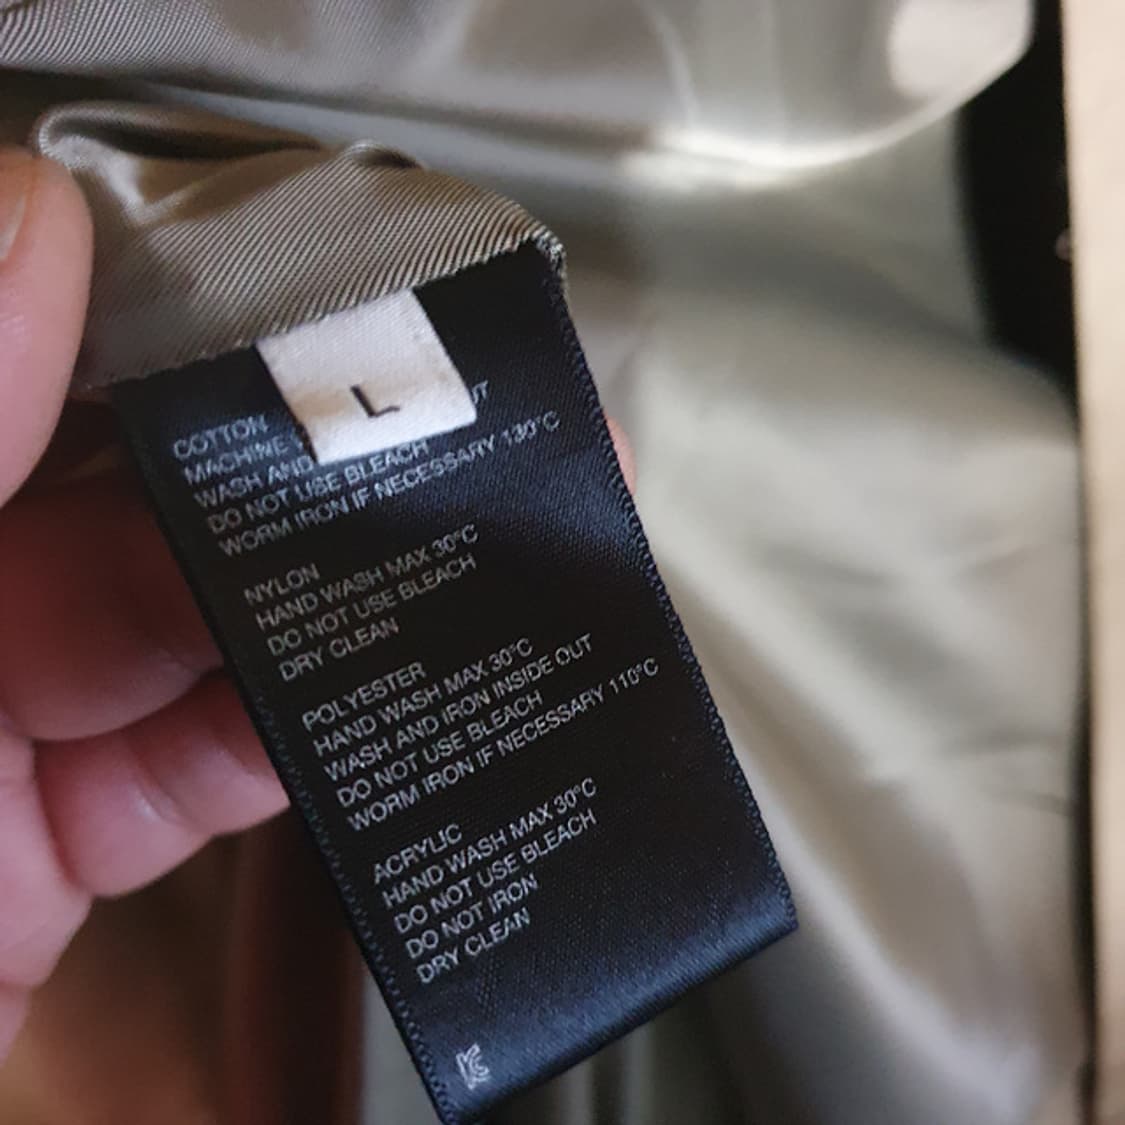 L
COTTON
MACHINE
WASH AND
DO NOT USE BLEACH
WORM IRON IF NECESSARY 130°C
NYLON
HAND WASH MAX 30°C
DO NOT USE BLEACH
DRY CLEAN
POLYESTER
HAND WASH MAX 30°C
WASH AND IRON INSIDE OUT
DO NOT USE BLEACH
WORM IRON IF NECESSARY 110°C
ACRYLIC
HAND WASH MAX 30°C
DO NOT USE BLEACH
DO NOT IRON
DRY CLEAN